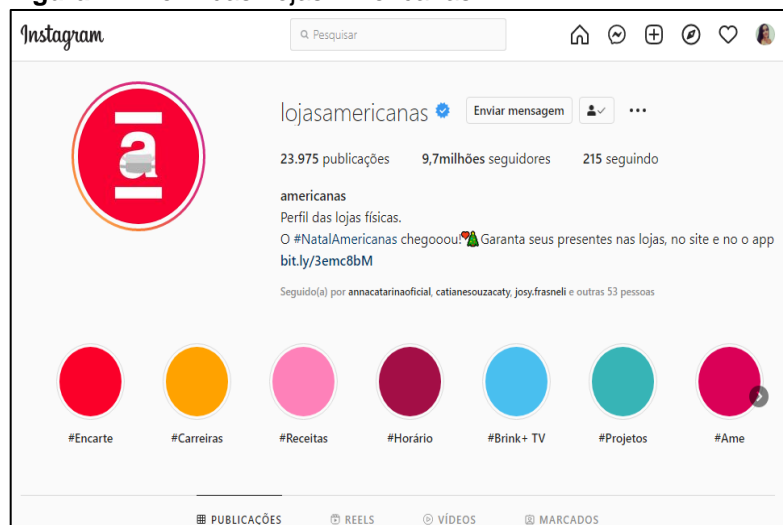 Instagram
Pesquisar
a
lojasamericanas Enviar mensagem
23.975 publicações 9,7milhões seguidores 215 seguindo
americanas
Perfil das lojas físicas.
O #NatalAmericanas chegooou! Garanta seus presentes nas lojas, no site e no o app
bit.ly/3emc8bM
Seguido(a) por annacatarinaoficial, catianesouzacaty, josy.frasneli e outras 53 pessoas
#Encarte #Carreiras #Receitas #Horário #Brink+ TV #Projetos #Ame
PUBLICAÇÕES REELS VÍDEOS MARCADOS